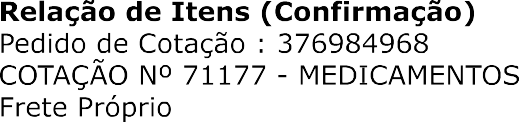 Relação de Itens (Confirmação)
Pedido de Cotação : 376984968
COTAÇÃO Nº 71177 - MEDICAMENTOS
Frete Próprio